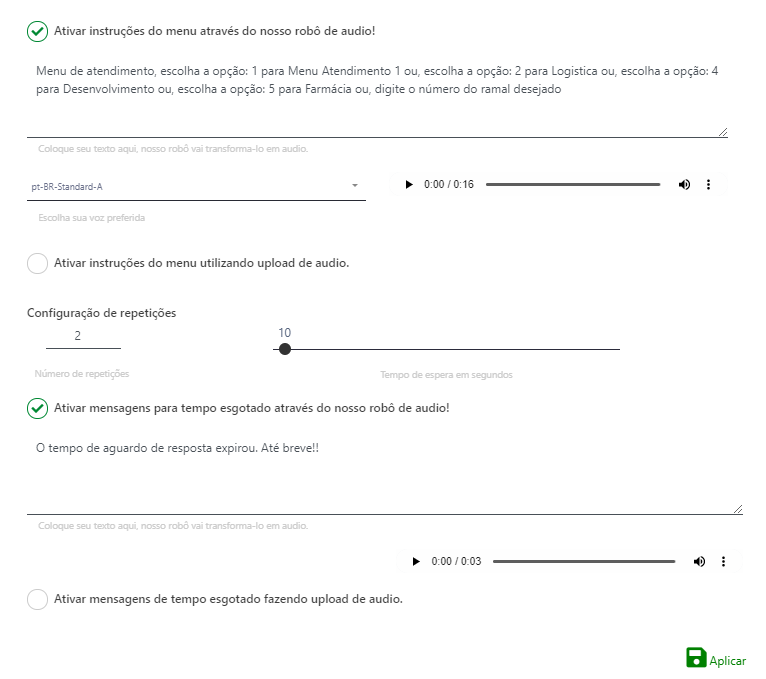 Ativar instruções do menu através do nosso robô de audio!
Menu de atendimento, escolha a opção: 1 para Menu Atendimento 1 ou, escolha a opção: 2 para Logistica ou, escolha a opção: 4
para Desenvolvimento ou, escolha a opção: 5 para Farmácia ou, digite o número do ramal desejado
Coloque seu texto aqui, nosso robô vai transforma-lo em audio.
pt-BR-Standard-A
0:00 / 0:16
Escolha sua voz preferida
Ativar instruções do menu utilizando upload de audio.
Configuração de repetições
2
10
Número de repetições
Tempo de espera em segundos
Ativar mensagens para tempo esgotado através do nosso robô de audio!
O tempo de aguardo de resposta expirou. Até breve!!
Coloque seu texto aqui, nosso robô vai transforma-lo em audio.
0:00 / 0:03
Ativar mensagens de tempo esgotado fazendo upload de audio.
Aplicar